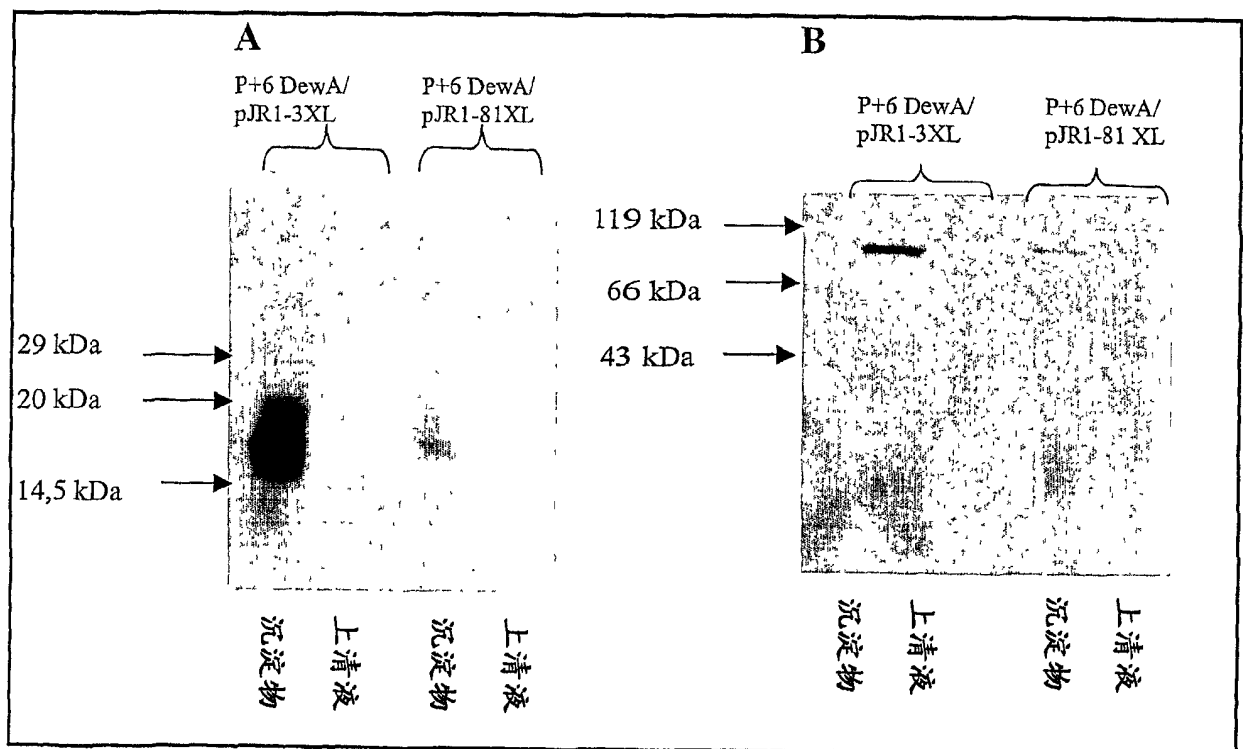 A
P+6 DewA/
pJR1-3XL
P+6 DewA/
pJR1-81XL
29 kDa
20 kDa
14,5 kDa
沉淀物
上清液
沉淀物
上清液
B
P+6 DewA/
pJR1-3XL
P+6 DewA/
pJR1-81 XL
119 kDa
66 kDa
43 kDa
沉淀物
上清液
沉淀物
上清液